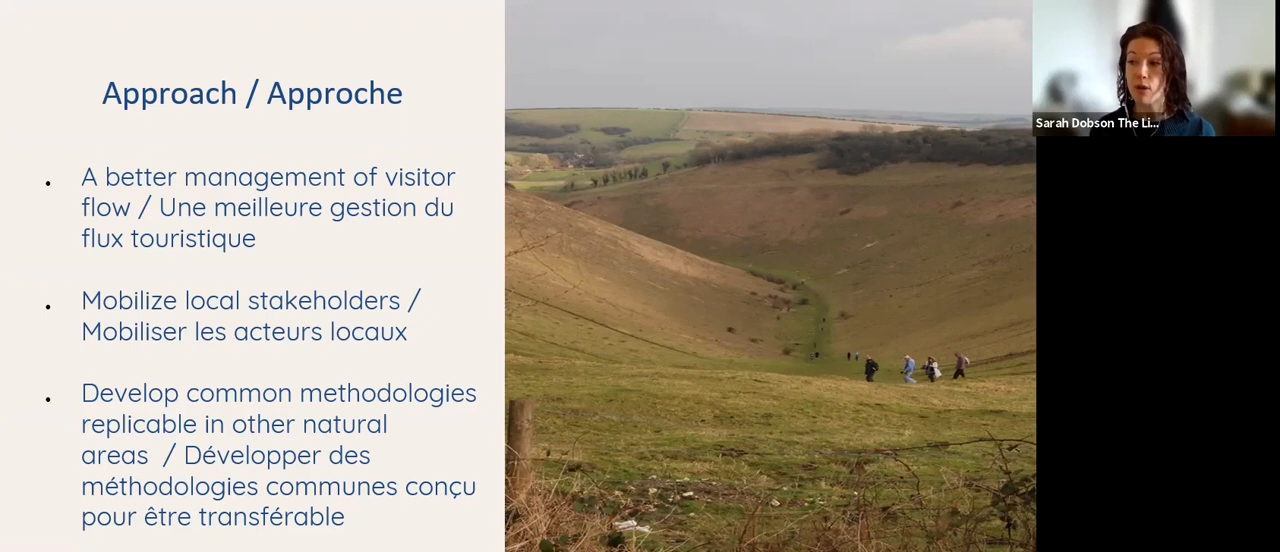 Approach / Approche
A better management of visitor
flow / Une meilleure gestion du
flux touristique
Mobilize local stakeholders /
Mobiliser les acteurs locaux
Develop common methodologies
replicable in other natural
areas / Développer des
méthodologies communes conçu
pour être transférable
Sarah Dobson The Li...